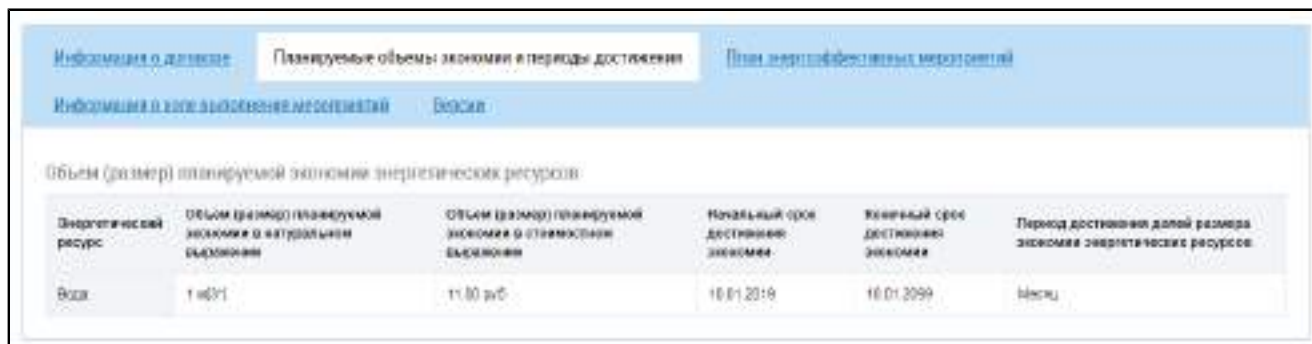 Информация о договоре Планируемые объемы экономии и периоды достижения План энергоэффективных мероприятий
Информация о ходе выполнения мероприятий Версии
Объем (размер) планируемой экономии энергетических ресурсов
Энергетический ресурс
Объем (размер) планируемой экономии в натуральном выражении
Объем (размер) планируемой экономии в стоимостном выражении
Начальный срок достижения экономии
Конечный срок достижения экономии
Период достижения долей размера экономии энергетических ресурсов
Вода 11.00 руб 10.01.2019 10.01.2099 Месяц